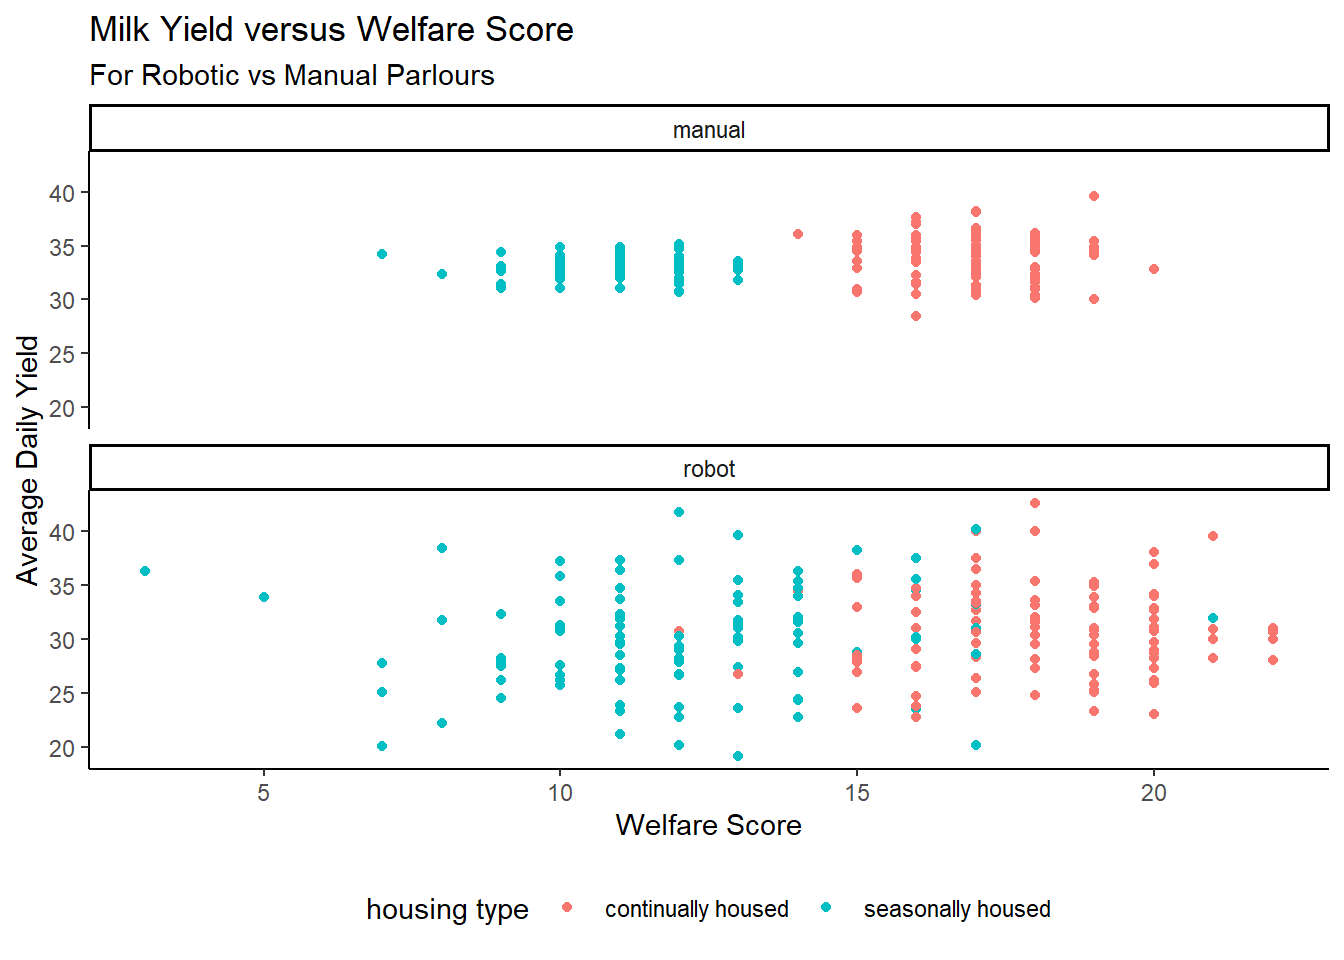 Milk Yield versus Welfare Score
For Robotic vs Manual Parlours
manual
40
35
30
25
20
robot
40
35
30
25
20
Average Daily Yield
5 10 15 20
Welfare Score
housing type continually housed seasonally housed